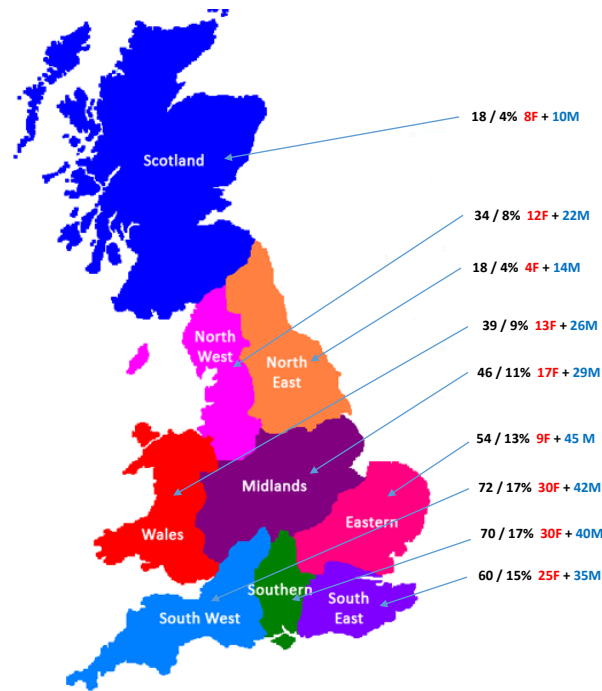 18 / 4% 8F + 10M
Scotland
34 / 8% 12F + 22M
18 / 4% 4F + 14M
39 / 9% 13F + 26M
North
West
North
East
46 / 11% 17F + 29M
54 / 13% 9F + 45 M
72 / 17% 30F + 42M
Midlands
Eastern
Wales
70 / 17% 30F + 40M
60 / 15% 25F + 35M
Southern
South
East
South West